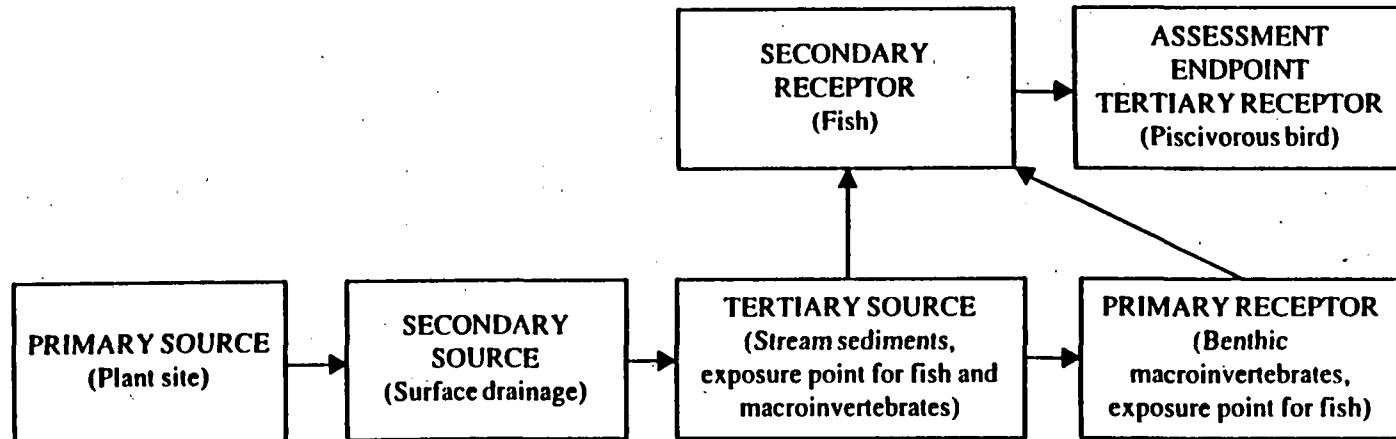 SECONDARY
RECEPTOR
(Fish)
ASSESSMENT
ENDPOINT
TERTIARY RECEPTOR
(Piscivorous bird)
PRIMARY SOURCE
(Plant site)
SECONDARY
SOURCE
(Surface drainage)
TERTIARY SOURCE
(Stream sediments,
exposure point for fish and
macroinvertebrates)
PRIMARY RECEPTOR
(Benthic
macroinvertebrates,
exposure point for fish)